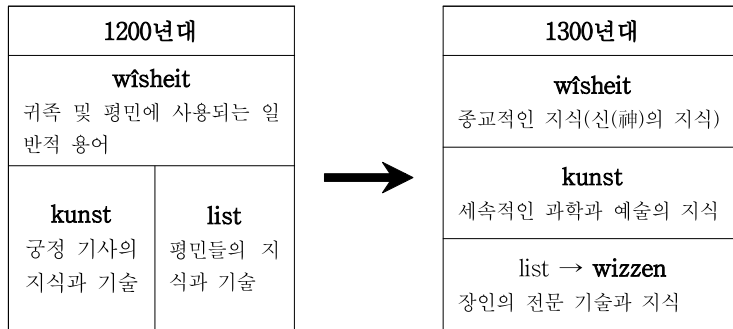 1200년대
wîsheit
귀족 및 평민에 사용되는 일
반적 용어
kunst
궁정 기사의
지식과 기술
list
평민들의 지
식과 기술
1300년대
wîsheit
종교적인 지식(신(神)의 지식)
kunst
세속적인 과학과 예술의 지식
list → wizzen
장인의 전문 기술과 지식